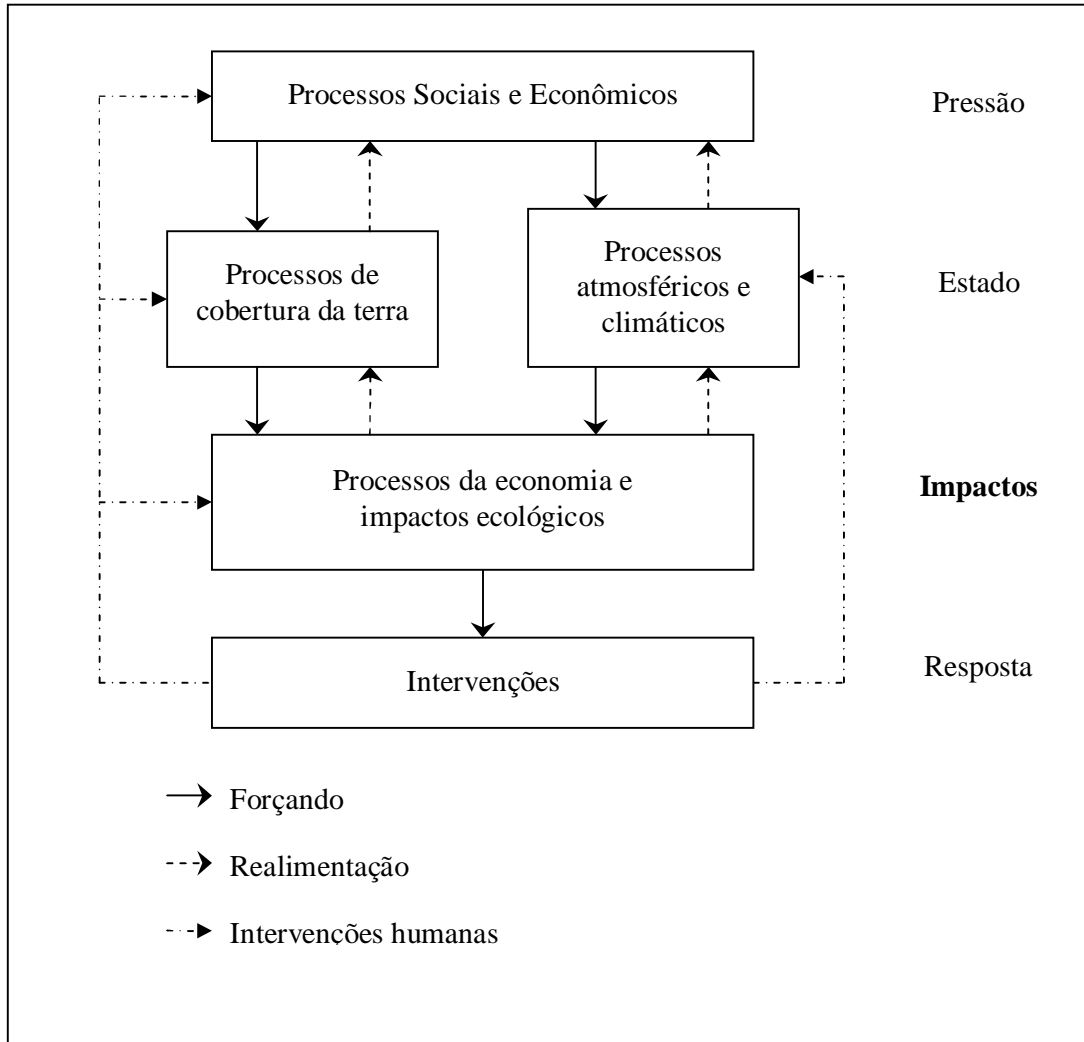 Processos Sociais e Econômicos
Pressão
Processos de
cobertura da terra
Processos
atmosféricos e
climáticos
Estado
Processos da economia e
impactos ecológicos
Impactos
Intervenções
Resposta
Forçando
Realimentação
Intervenções humanas